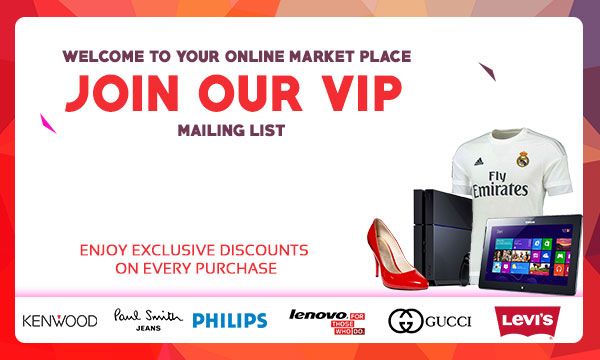 WELCOME TO YOUR ONLINE MARKET PLACE
JOIN OUR VIP
MAILING LIST
adidas
Fly
Emirates
ENJOY EXCLUSIVE DISCOUNTS
ON EVERY PURCHASE
KENWOOD
Paul Smith
JEANS
PHILIPS
lenovo FOR
THOSE
WHO DO.
GUCCI
LEVI'S